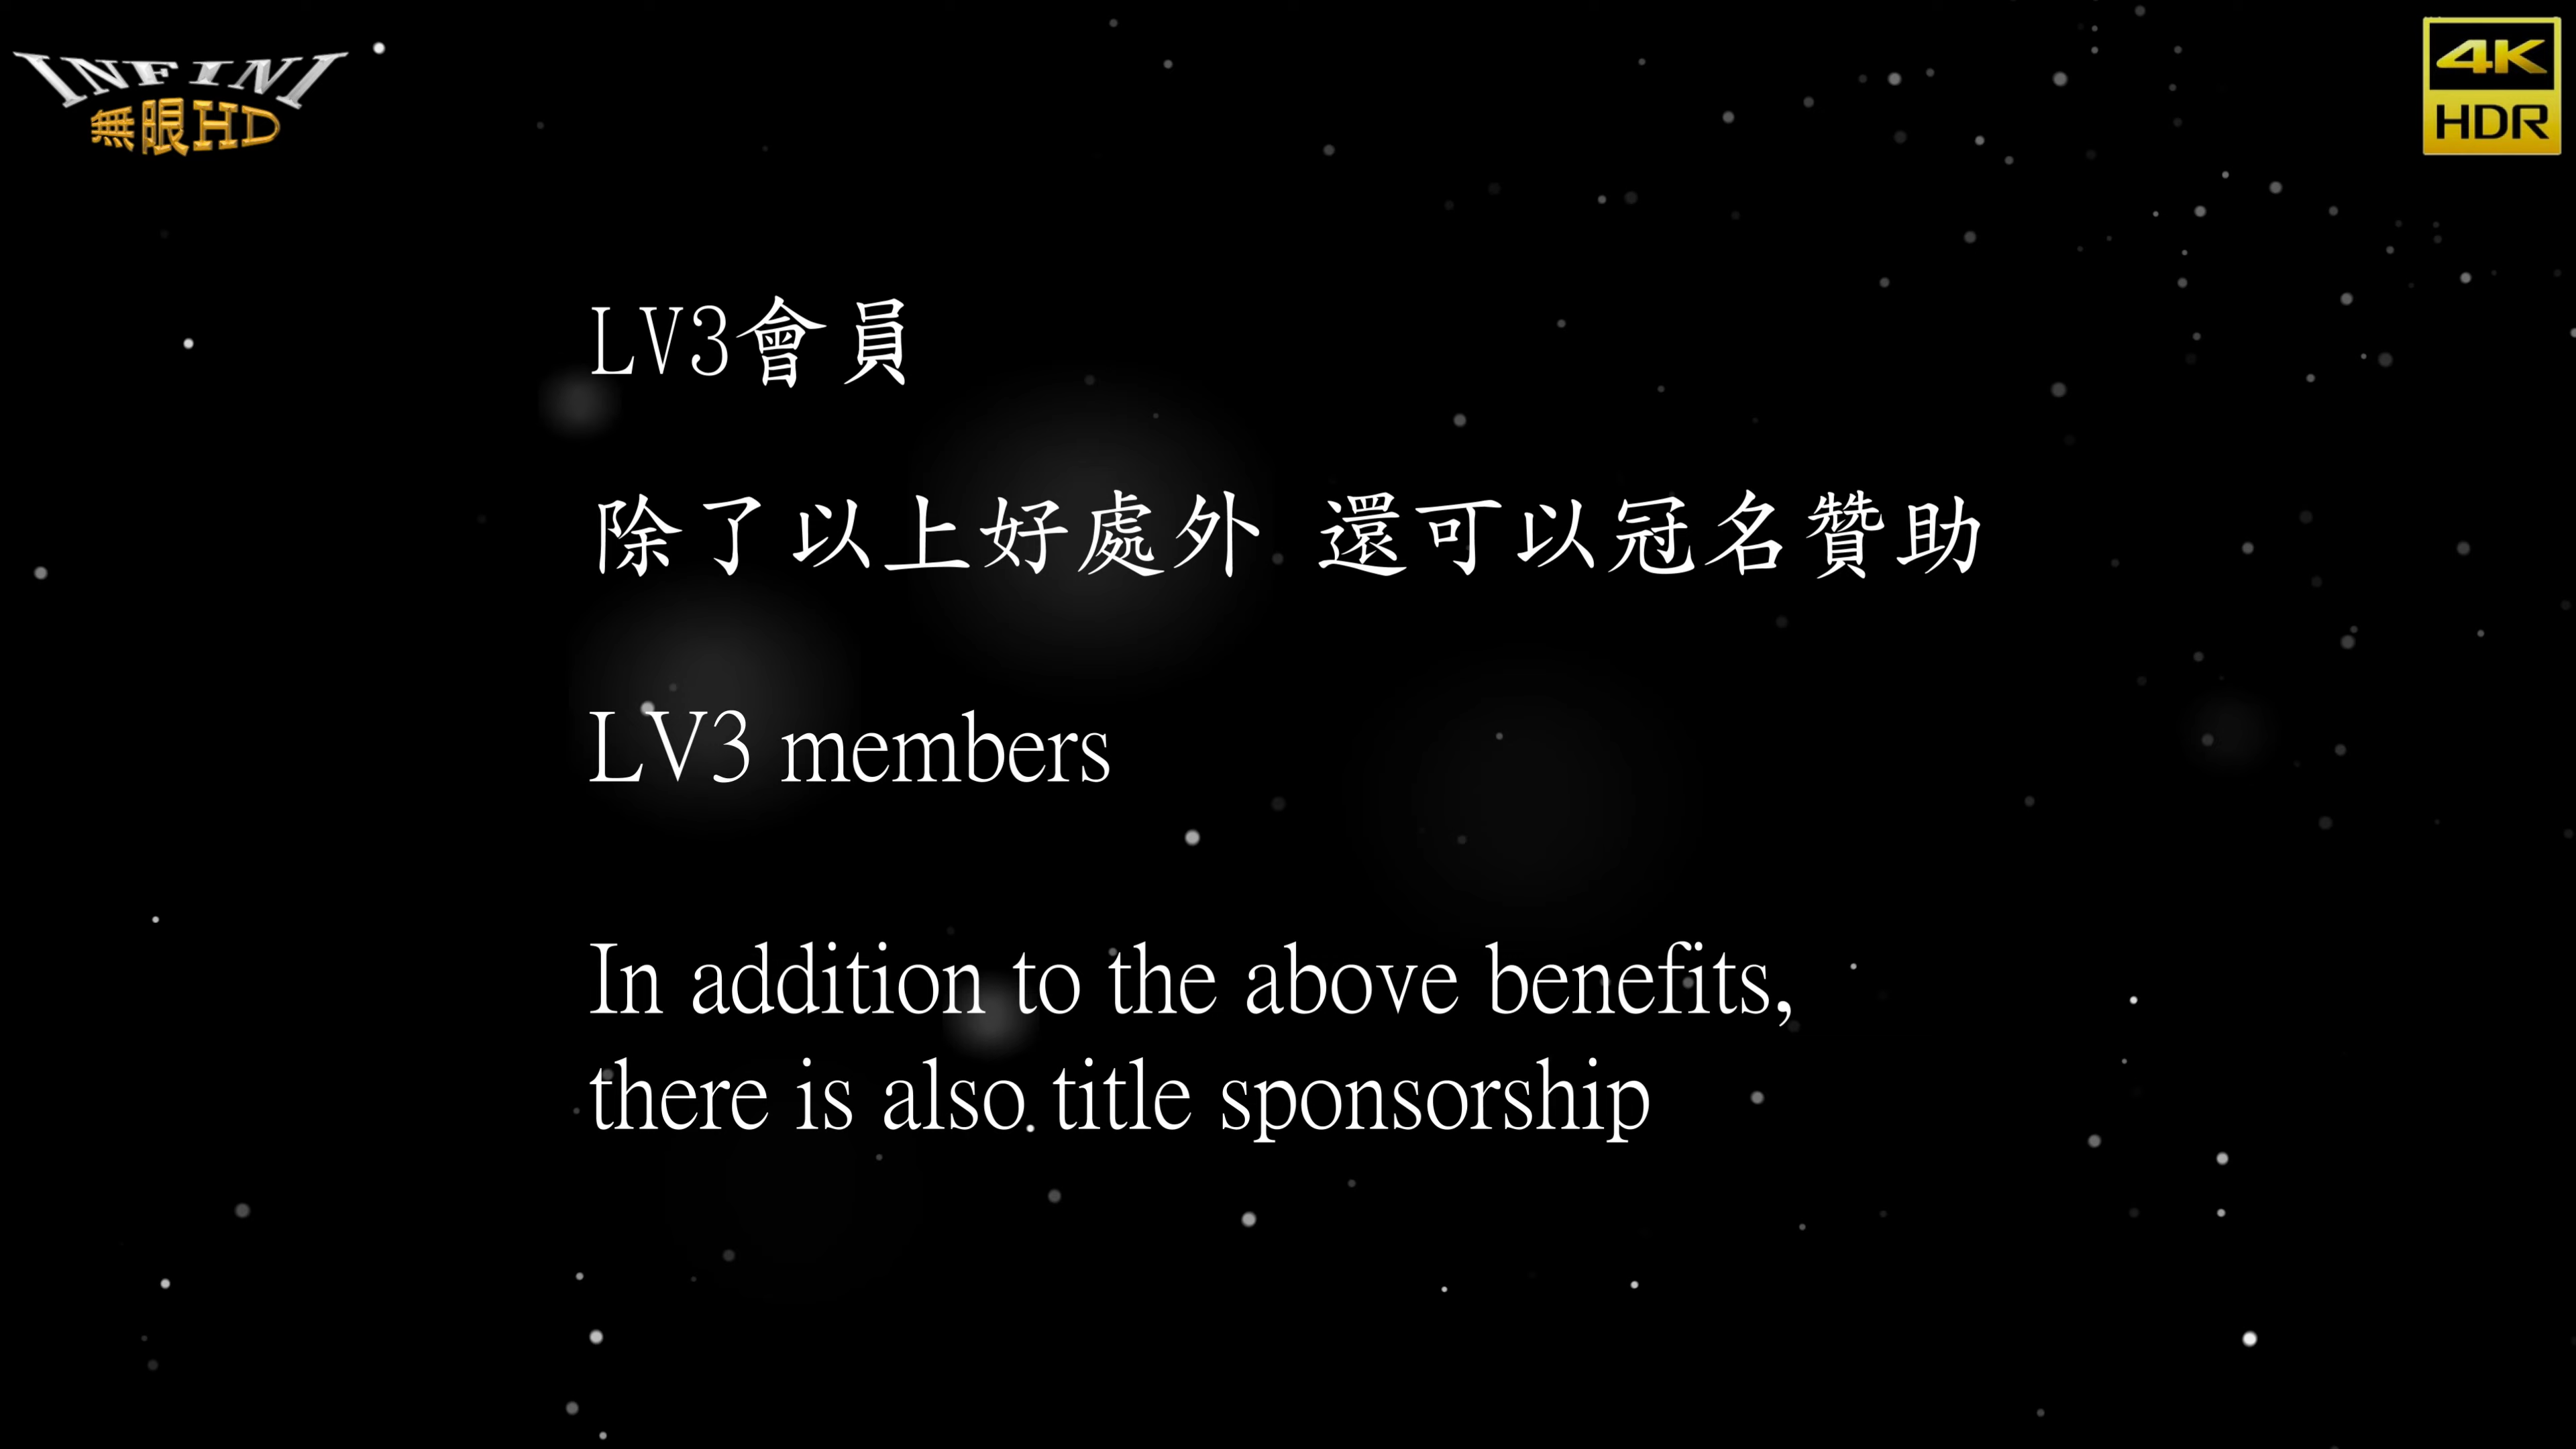 INFINI
無限HD
4K
HDR
LV3會員
除了以上好處外 還可以冠名贊助
LV3 members
In addition to the above benefits,
there is also title sponsorship